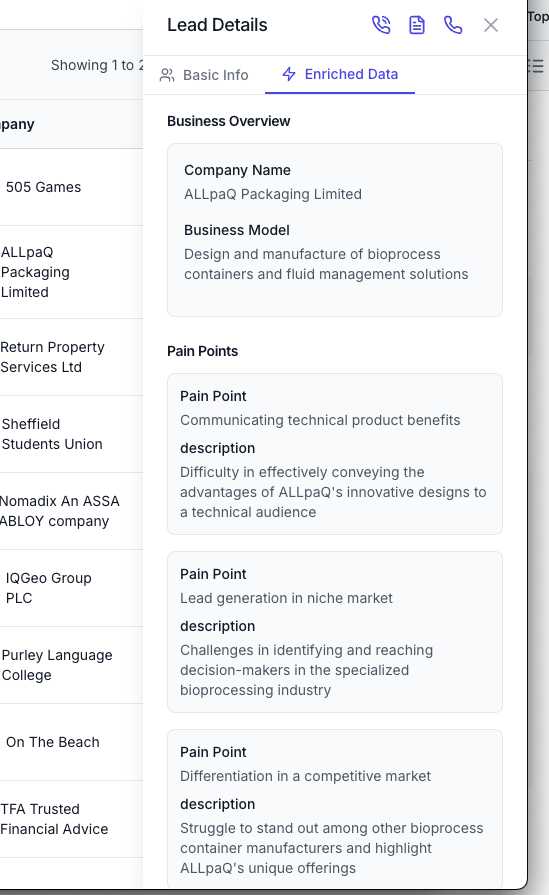 Lead Details
Top
Showing 1 to 2
Basic Info
Enriched Data
pany
505 Games
ALLpaQ
Packaging
Limited
Return Property
Services Ltd
Sheffield
Students Union
Nomadix An ASSA
ABLOY company
IQGeo Group
PLC
Purley Language
College
On The Beach
TFA Trusted
Financial Advice
Business Overview
Company Name
ALLpaQ Packaging Limited
Business Model
Design and manufacture of bioprocess
containers and fluid management solutions
Pain Points
Pain Point
Communicating technical product benefits
description
Difficulty in effectively conveying the
advantages of ALLpaQ's innovative designs to
a technical audience
Pain Point
Lead generation in niche market
description
Challenges in identifying and reaching
decision-makers in the specialized
bioprocessing industry
Pain Point
Differentiation in a competitive market
description
Struggle to stand out among other bioprocess
container manufacturers and highlight
ALLpaQ's unique offerings